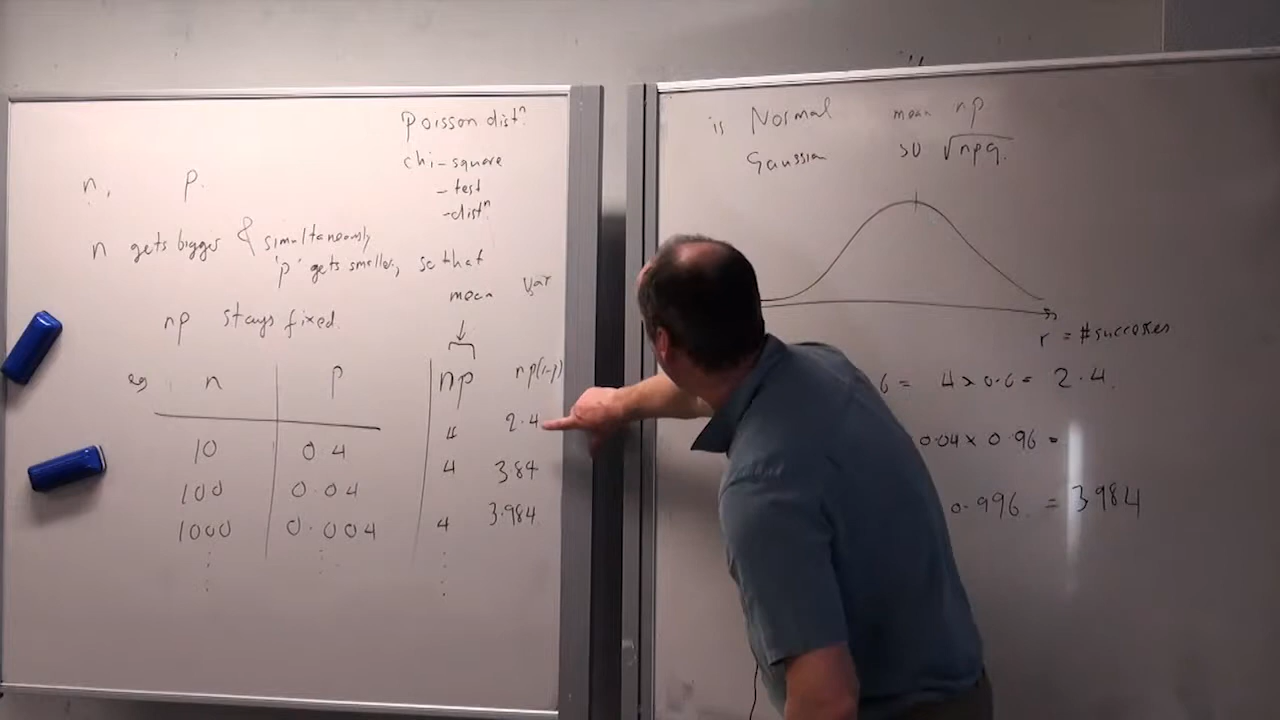 Poisson distⁿ.
chi-square
- test
- distⁿ.
n, p.
n gets bigger & simultaneously
'p' gets smaller, so that
mean var
np stays fixed.
eg n p np np(1-p)
10 0.4 4 2.4
100 0.04 4 3.84
1000 0.004 4 3.984
is Normal mean np
Gaussian SD √npq.
r = #successes
6 = 4×0.6 = 2.4
0.04 × 0.96 =
0.996 = 3.984